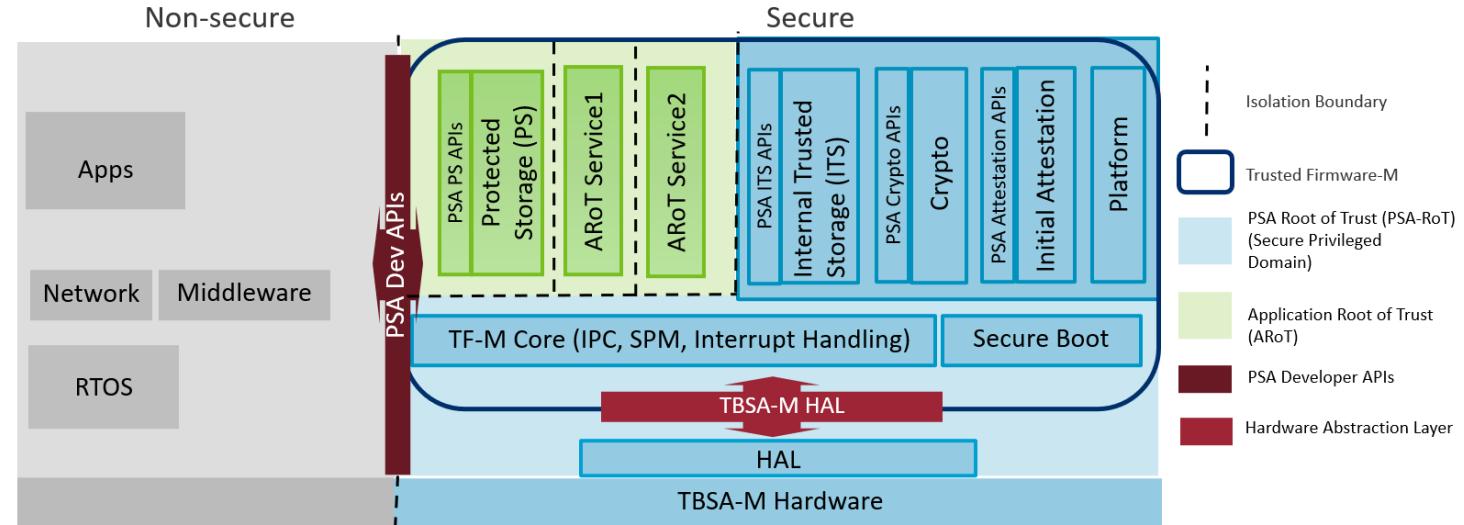 Non-secure
Secure
Apps
Network
Middleware
RTOS
PSA Dev APIs
PSA PS APIs
Protected
Storage (PS)
ARoT Service1
ARoT Service2
PSA ITS APIs
Internal Trusted
Storage (ITS)
PSA Crypto APIs
Crypto
PSA Attestation APIs
Initial Attestation
Platform
TF-M Core (IPC, SPM, Interrupt Handling)
Secure Boot
TBSA-M HAL
HAL
TBSA-M Hardware
Isolation Boundary
Trusted Firmware-M
PSA Root of Trust (PSA-RoT)
(Secure Privileged
Domain)
Application Root of Trust
(ARoT)
PSA Developer APIs
Hardware Abstraction Layer